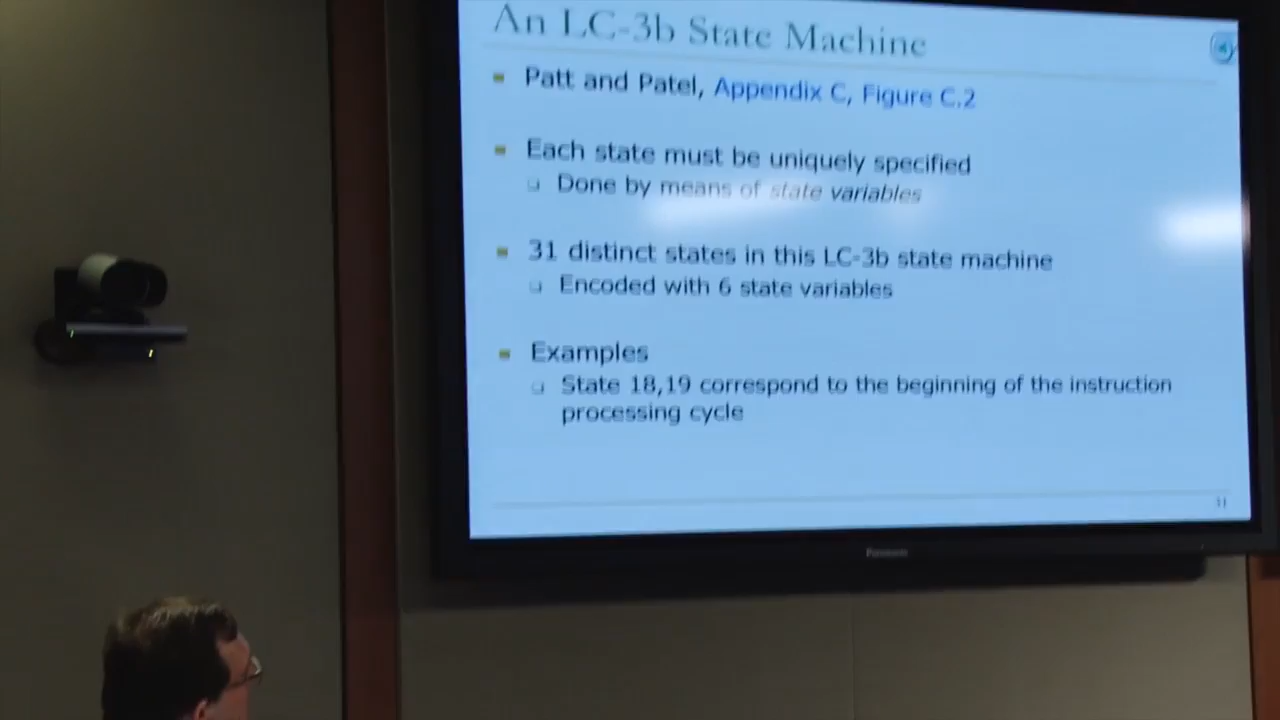 An LC-3b State Machine
Patt and Patel, Appendix C, Figure C.2
Each state must be uniquely specified
Done by means of state variables
31 distinct states in this LC-3b state machine
Encoded with 6 state variables
Examples
State 18,19 correspond to the beginning of the instruction
processing cycle
11
Panasonic